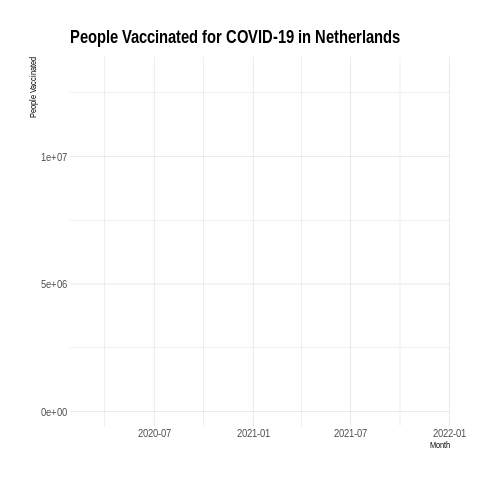 People Vaccinated for COVID-19 in Netherlands
People Vaccinated
1e+07
5e+06
0e+00
2020-07 2021-01 2021-07 2022-01
Month